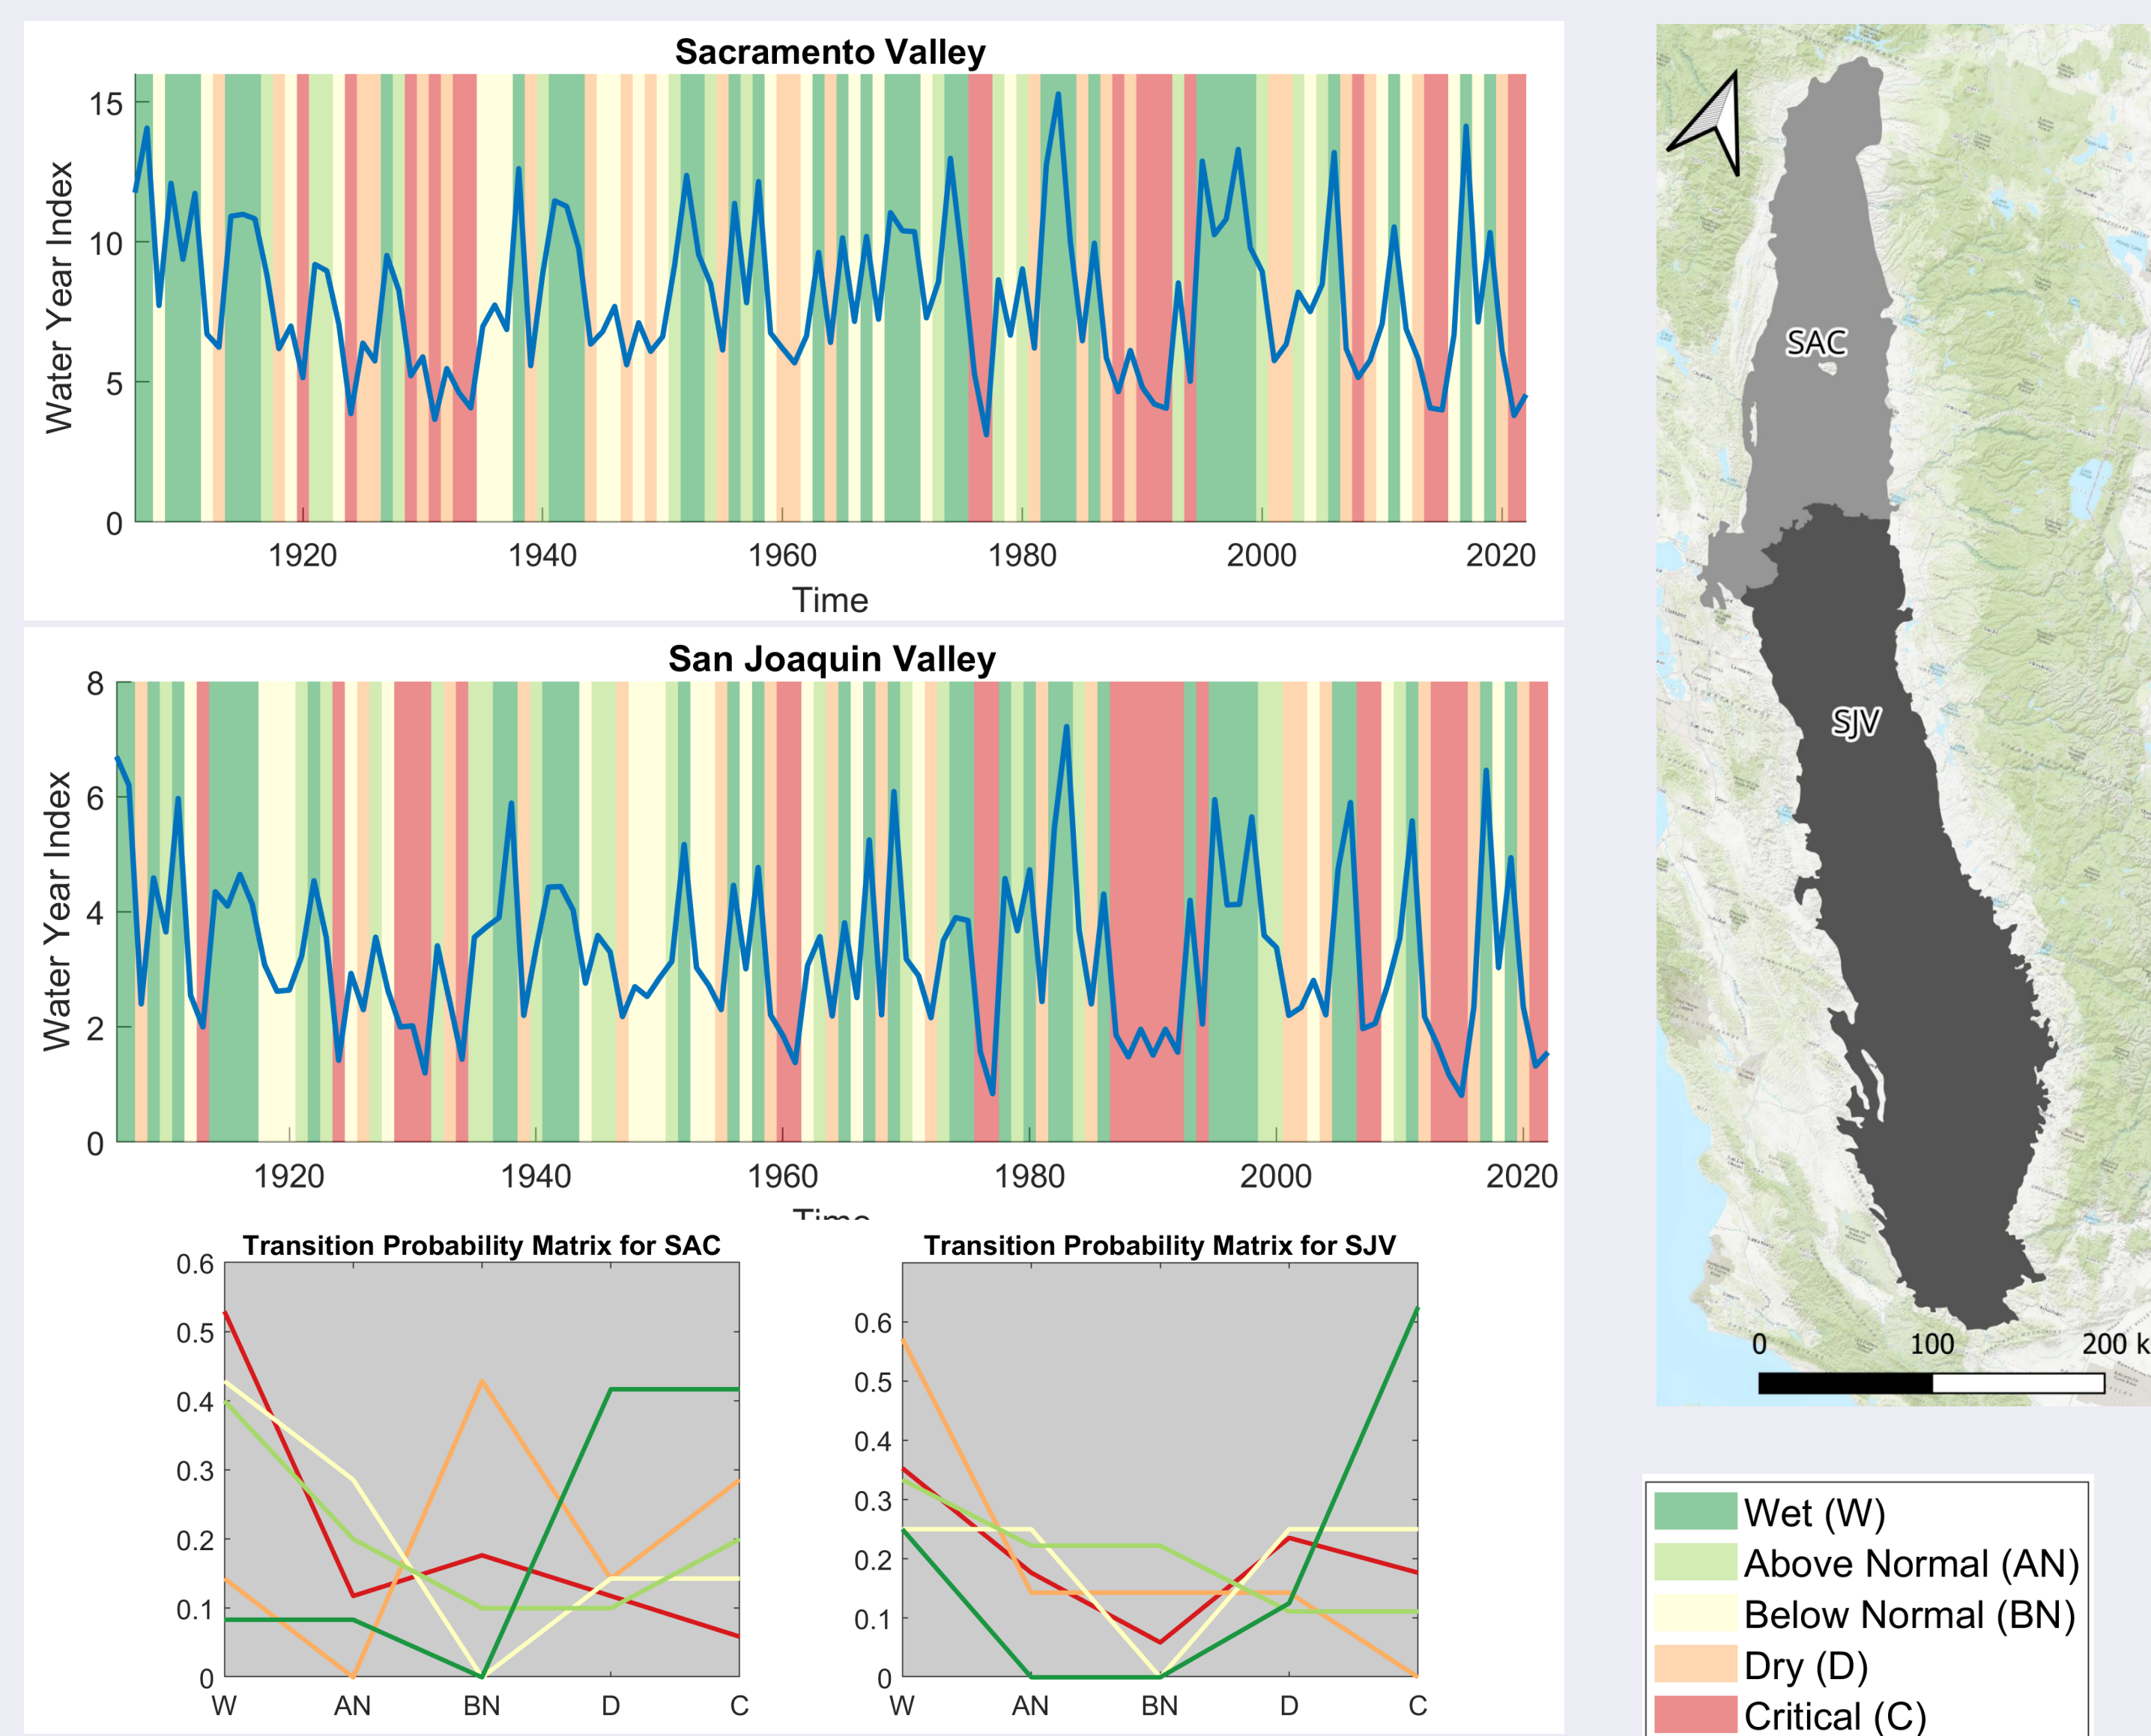 Sacramento Valley
Water Year Index
15
10
5
0
1920 1940 1960 1980 2000 2020
Time
San Joaquin Valley
Water Year Index
8
6
4
2
0
1920 1940 1960 1980 2000 2020
Time
Transition Probability Matrix for SAC
0.6
0.5
0.4
0.3
0.2
0.1
0
W AN BN D C
Transition Probability Matrix for SJV
0.6
0.5
0.4
0.3
0.2
0.1
0
W AN BN D C
SAC
SJV
0 100 200 k
Wet (W)
Above Normal (AN)
Below Normal (BN)
Dry (D)
Critical (C)